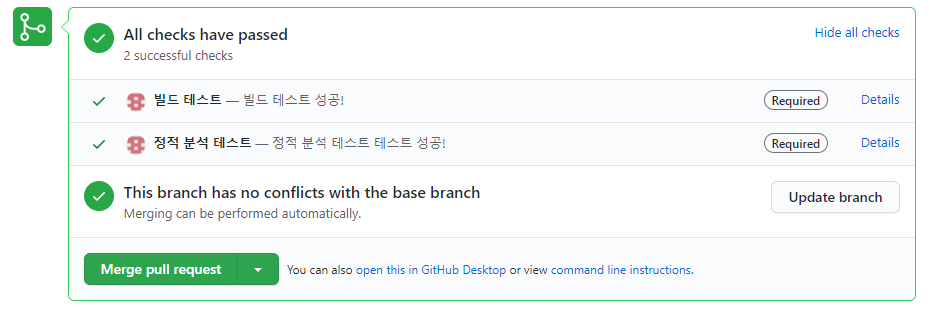 All checks have passed
Hide all checks
2 successful checks
빌드 테스트 — 빌드 테스트 성공!
Required
Details
정적 분석 테스트 — 정적 분석 테스트 테스트 성공!
Required
Details
This branch has no conflicts with the base branch
Merging can be performed automatically.
Update branch
Merge pull request
You can also open this in GitHub Desktop or view command line instructions.